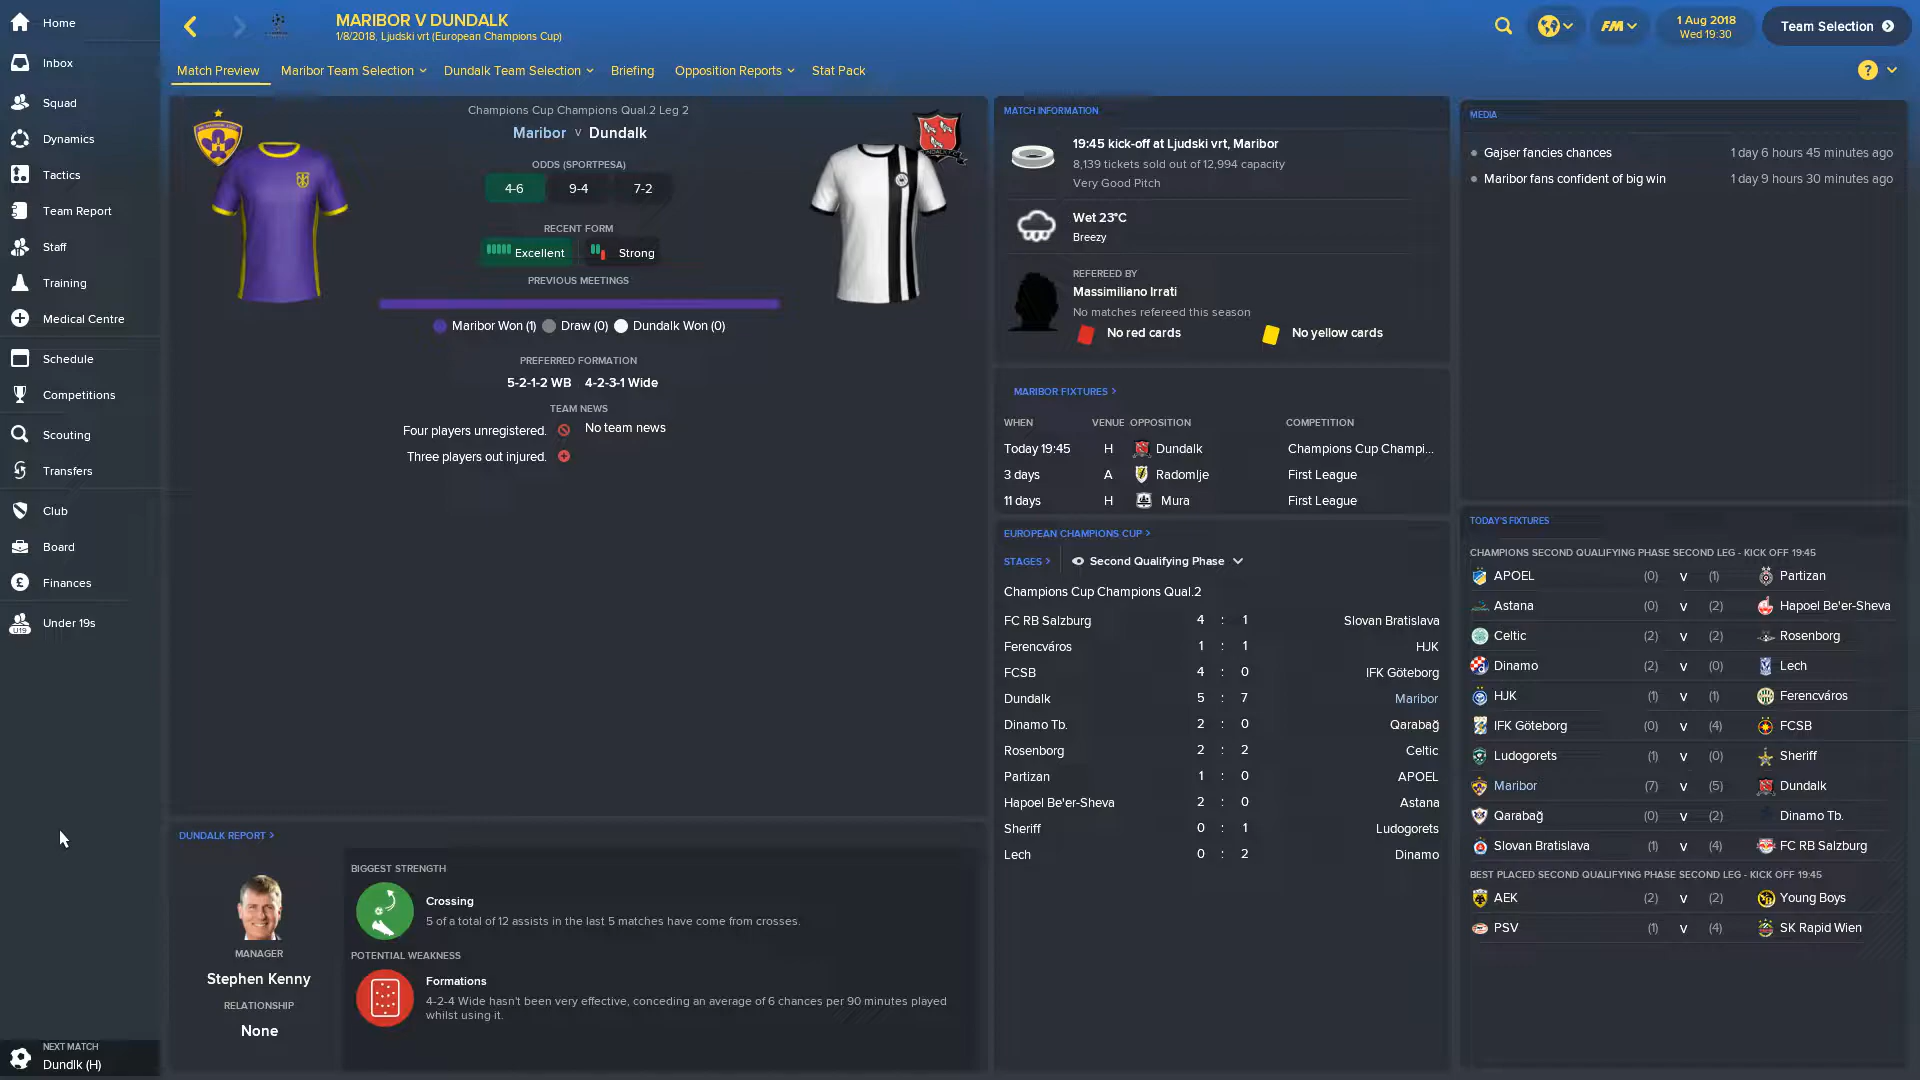 Home
Inbox
Squad
Dynamics
Tactics
Team Report
Staff
Training
Medical Centre
Schedule
Competitions
Scouting
Transfers
Club
Board
Finances
U19
Under 19s
NEXT MATCH
Dundlk (H)
MARIBOR V DUNDALK
1/8/2018, Ljudski vrt (European Champions Cup)
FM
1 Aug 2018
Wed 19:30
Team Selection
Match Preview
Maribor Team Selection
Dundalk Team Selection
Briefing
Opposition Reports
Stat Pack
?
Champions Cup Champions Qual.2 Leg 2
Maribor v Dundalk
ODDS (SPORTPESA)
4-6 9-4 7-2
RECENT FORM
Excellent Strong
PREVIOUS MEETINGS
Maribor Won (1) Draw (0) Dundalk Won (0)
PREFERRED FORMATION
5-2-1-2 WB 4-2-3-1 Wide
TEAM NEWS
Four players unregistered. No team news
Three players out injured.
DUNDALK REPORT >
MANAGER
Stephen Kenny
RELATIONSHIP
None
BIGGEST STRENGTH
Crossing
5 of a total of 12 assists in the last 5 matches have come from crosses.
POTENTIAL WEAKNESS
Formations
4-2-4 Wide hasn't been very effective, conceding an average of 6 chances per 90 minutes played
whilst using it.
MATCH INFORMATION
19:45 kick-off at Ljudski vrt, Maribor
8,139 tickets sold out of 12,994 capacity
Very Good Pitch
Wet 23°C
Breezy
REFEREED BY
Massimiliano Irrati
No matches refereed this season
No red cards No yellow cards
MARIBOR FIXTURES >
WHEN VENUE OPPOSITION COMPETITION
Today 19:45 H Dundalk Champions Cup Champi...
3 days A Radomlje First League
11 days H Mura First League
EUROPEAN CHAMPIONS CUP >
STAGES > Second Qualifying Phase
Champions Cup Champions Qual.2
FC RB Salzburg 4 : 1 Slovan Bratislava
Ferencváros 1 : 1 HJK
FCSB 4 : 0 IFK Göteborg
Dundalk 5 : 7 Maribor
Dinamo Tb. 2 : 0 Qarabağ
Rosenborg 2 : 2 Celtic
Partizan 1 : 0 APOEL
Hapoel Be'er-Sheva 2 : 0 Astana
Sheriff 0 : 1 Ludogorets
Lech 0 : 2 Dinamo
MEDIA
Gajser fancies chances 1 day 6 hours 45 minutes ago
Maribor fans confident of big win 1 day 9 hours 30 minutes ago
TODAY'S FIXTURES
CHAMPIONS SECOND QUALIFYING PHASE SECOND LEG - KICK OFF 19:45
APOEL (0) v (1) Partizan
Astana (0) v (2) Hapoel Be'er-Sheva
Celtic (2) v (2) Rosenborg
Dinamo (2) v (0) Lech
HJK (1) v (1) Ferencváros
IFK Göteborg (0) v (4) FCSB
Ludogorets (1) v (0) Sheriff
Maribor (7) v (5) Dundalk
Qarabağ (0) v (2) Dinamo Tb.
Slovan Bratislava (1) v (4) FC RB Salzburg
BEST PLACED SECOND QUALIFYING PHASE SECOND LEG - KICK OFF 19:45
AEK (2) v (2) Young Boys
PSV (1) v (4) SK Rapid Wien